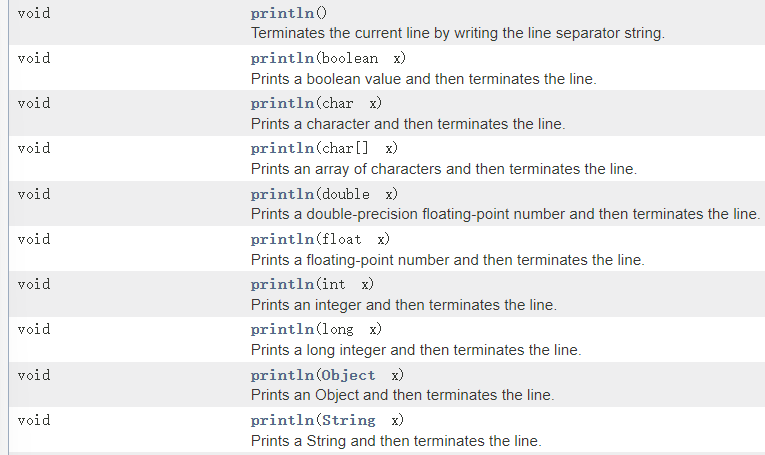 void println()
Terminates the current line by writing the line separator string.
void println(boolean x)
Prints a boolean value and then terminates the line.
void println(char x)
Prints a character and then terminates the line.
void println(char[] x)
Prints an array of characters and then terminates the line.
void println(double x)
Prints a double-precision floating-point number and then terminates the line.
void println(float x)
Prints a floating-point number and then terminates the line.
void println(int x)
Prints an integer and then terminates the line.
void println(long x)
Prints a long integer and then terminates the line.
void println(Object x)
Prints an Object and then terminates the line.
void println(String x)
Prints a String and then terminates the line.